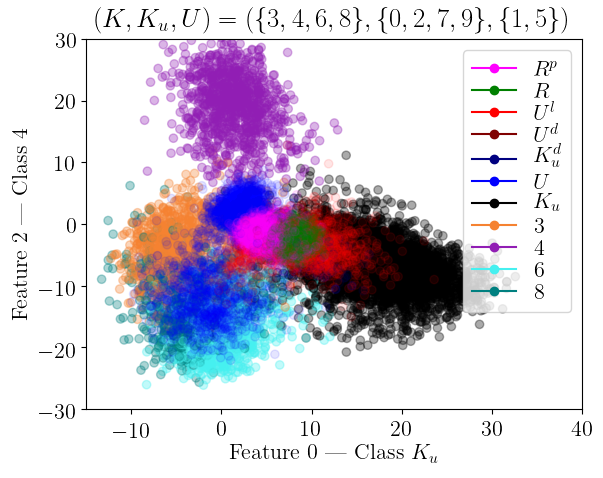 (K, K_u, U) = ({3, 4, 6, 8}, {0, 2, 7, 9}, {1, 5})
30
20
10
0
−10
−20
−30
Feature 2 — Class 4
−10
0
10
20
30
40
Feature 0 — Class K_u
R^p
R
U^l
U^d
K_u^d
U
K_u
3
4
6
8